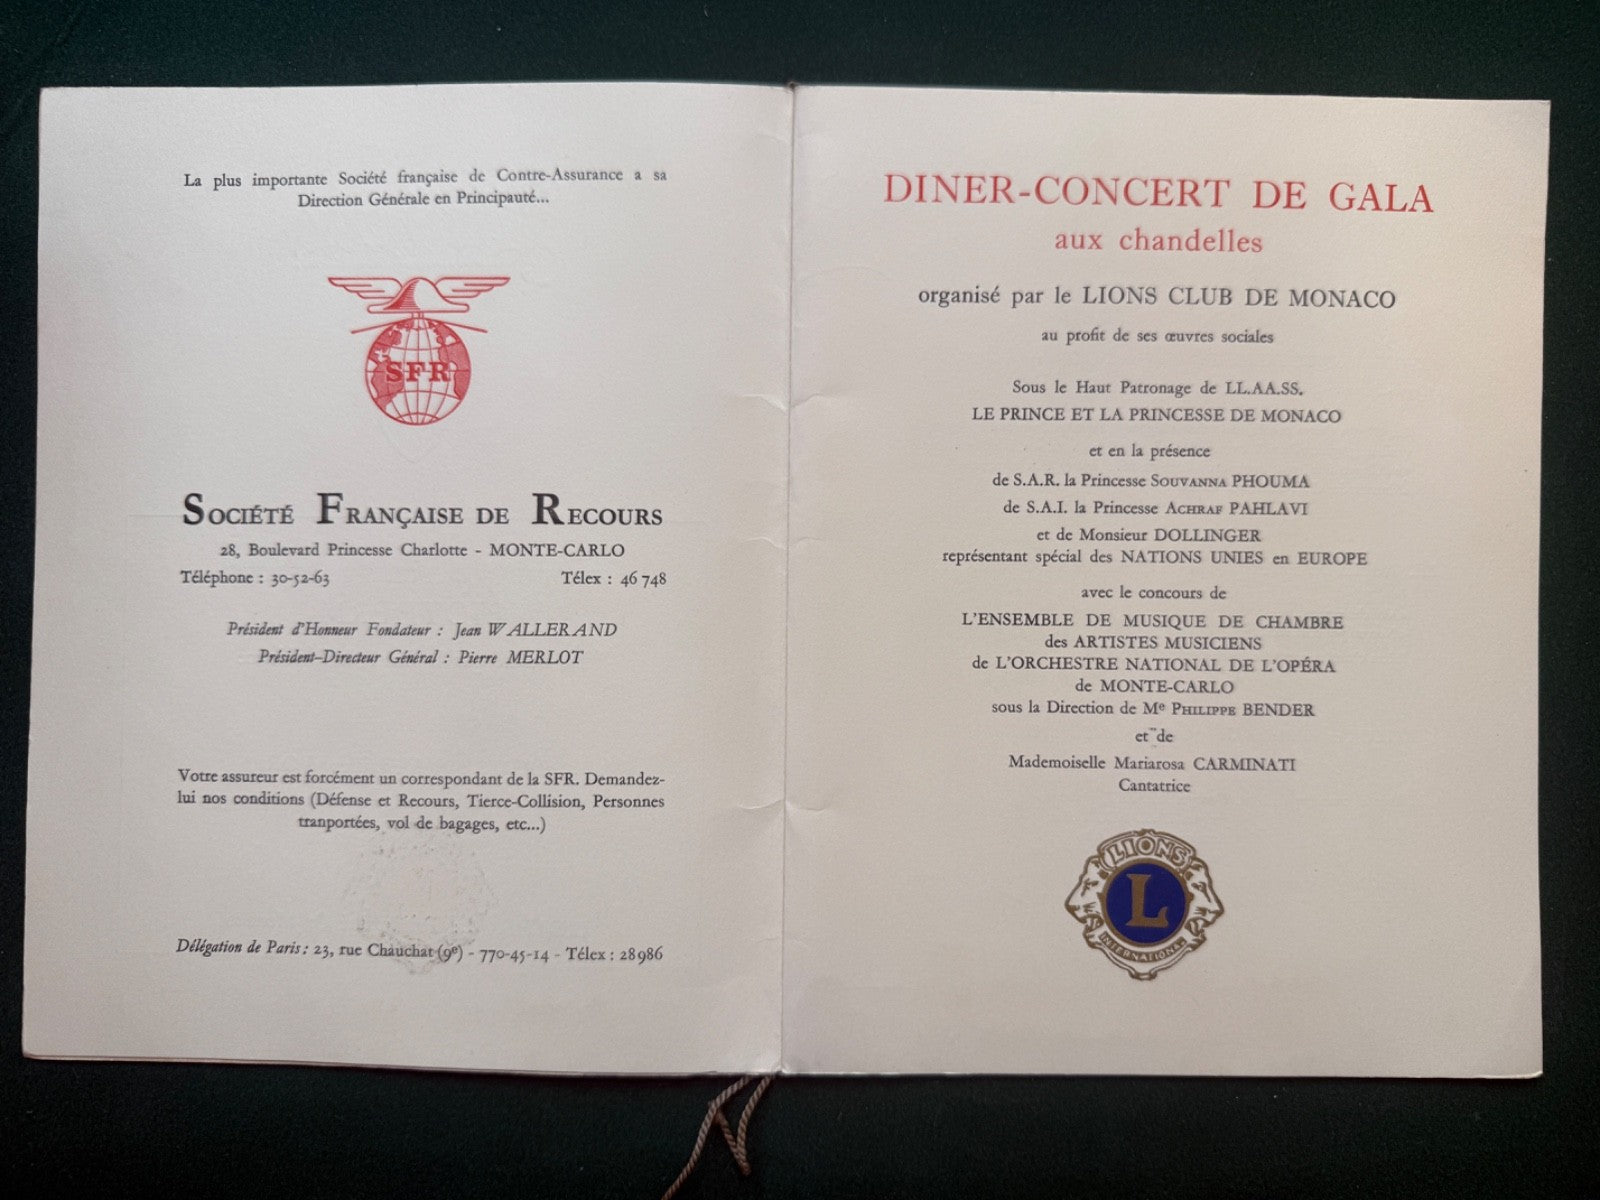 La plus importante Société française de Contre-Assurance a sa
Direction Générale en Principauté...
SFR
SOCIÉTÉ FRANÇAISE DE RECOURS
28, Boulevard Princesse Charlotte - MONTE-CARLO
Téléphone : 30-52-63 Télex : 46 748
Président d'Honneur Fondateur : Jean WALLERAND
Président-Directeur Général : Pierre MERLOT
Votre assureur est forcément un correspondant de la SFR. Demandez-
lui nos conditions (Défense et Recours, Tierce-Collision, Personnes
tranportées, vol de bagages, etc...)
Délégation de Paris : 23, rue Chauchat (9e) - 770-45-14 - Télex : 28986
DINER-CONCERT DE GALA
aux chandelles
organisé par le LIONS CLUB DE MONACO
au profit de ses œuvres sociales
Sous le Haut Patronage de LL.AA.SS.
LE PRINCE ET LA PRINCESSE DE MONACO
et en la présence
de S.A.R. la Princesse SOUVANNA PHOUMA
de S.A.I. la Princesse ACHRAF PAHLAVI
et de Monsieur DOLLINGER
représentant spécial des NATIONS UNIES en EUROPE
avec le concours de
L'ENSEMBLE DE MUSIQUE DE CHAMBRE
des ARTISTES MUSICIENS
de L'ORCHESTRE NATIONAL DE L'OPÉRA
de MONTE-CARLO
sous la Direction de Me PHILIPPE BENDER
et de
Mademoiselle Mariarosa CARMINATI
Cantatrice
LIONS
L
INTERNATIONAL